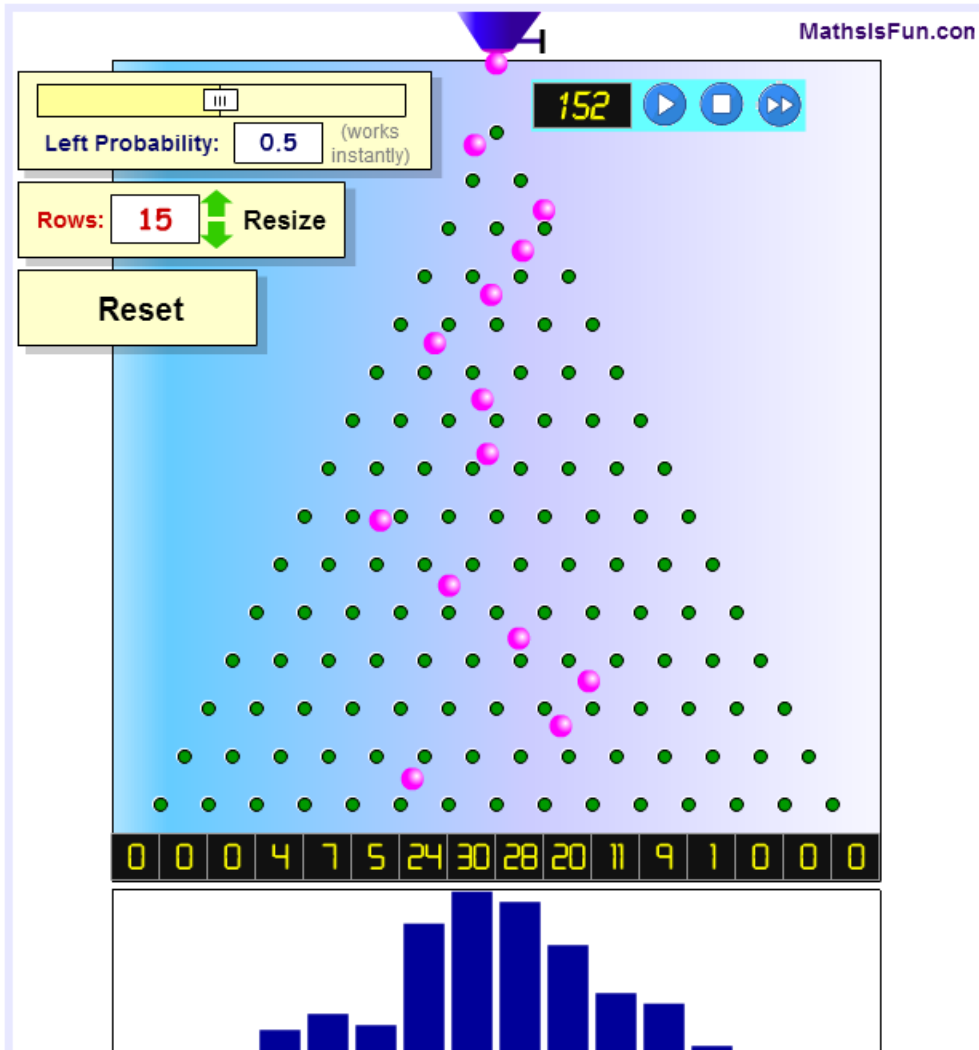 MathsIsFun.con
152
Left Probability: 0.5 (works instantly)
Rows: 15 Resize
Reset
0 0 0 4 7 5 24 30 28 20 11 9 1 0 0 0